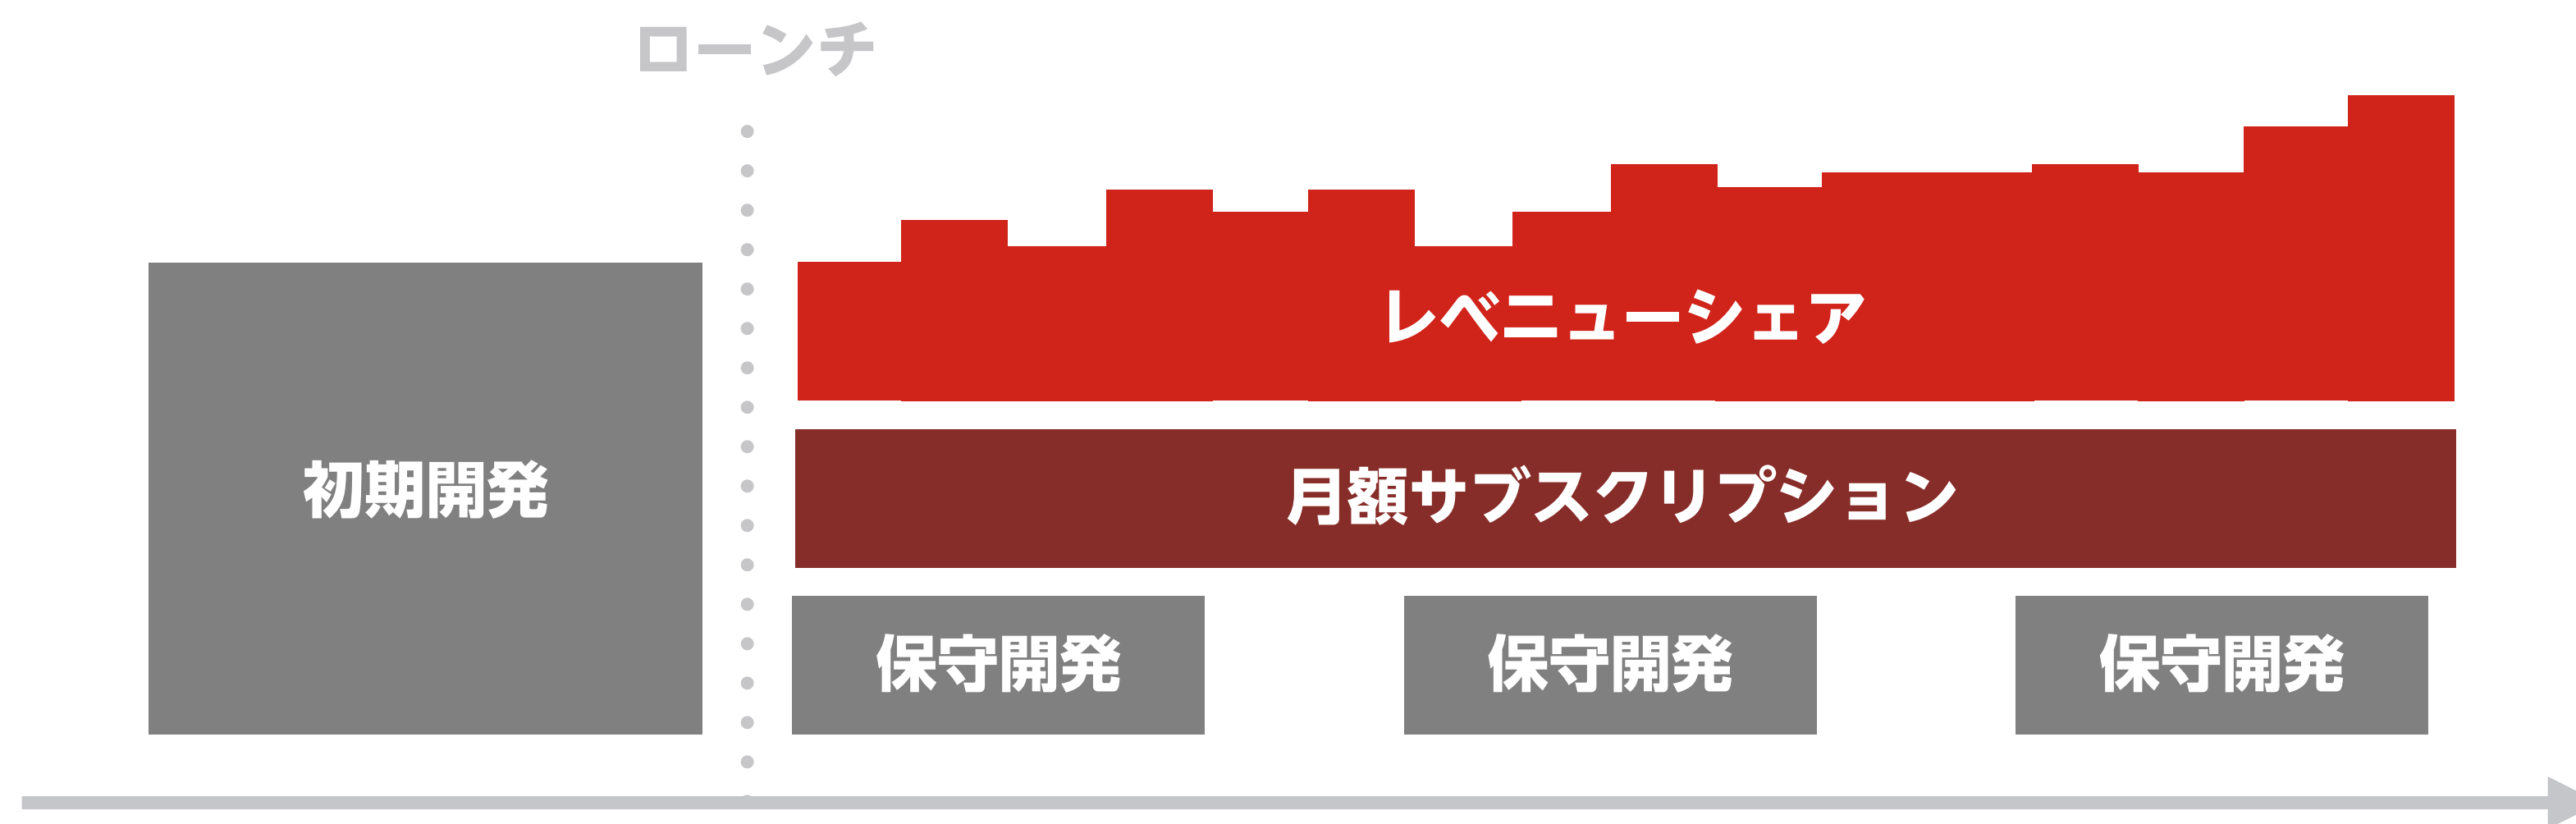 ローンチ
レベニューシェア
初期開発
月額サブスクリプション
保守開発
保守開発
保守開発